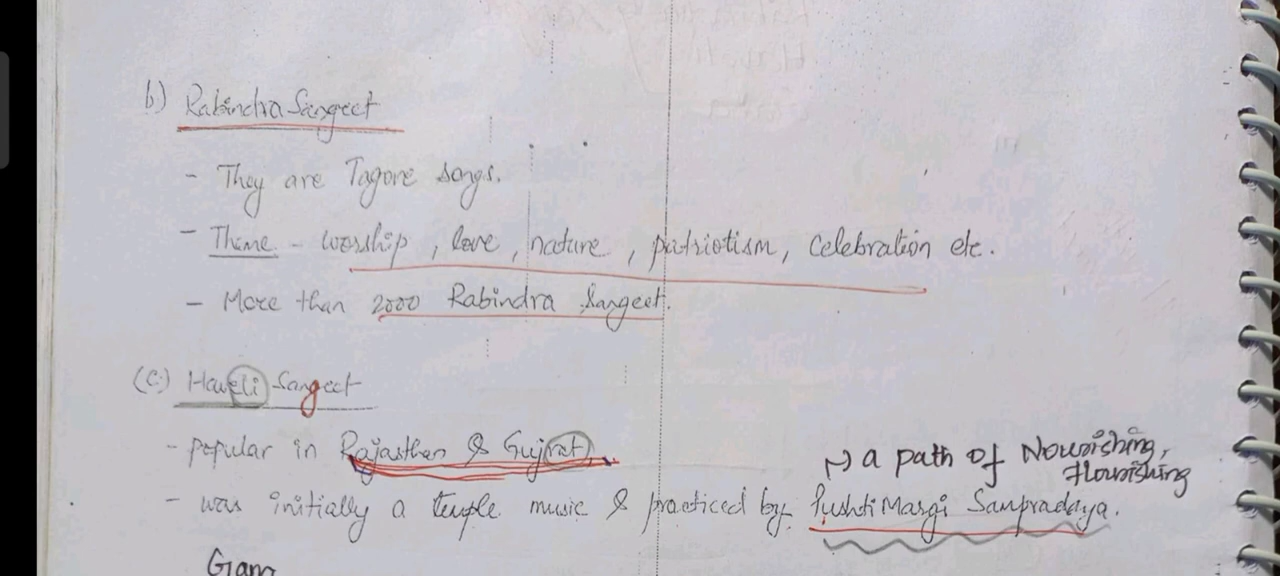 b) Rabindra Sangeet
- They are Tagore songs.
- Theme - worship, love, nature, patriotism, celebration etc.
- More than 2000 Rabindra Sangeet.
(c) Haveli Sangeet
- popular in Rajasthan & Gujrat.
↳ a path of Nourishing,
flourishing
- was initially a temple music & practiced by Pushti Margi Sampradaya.
Gam